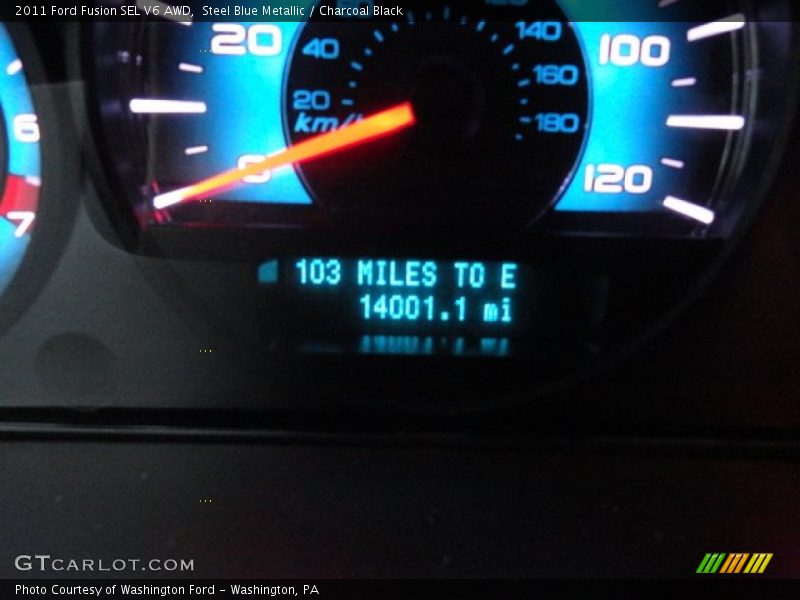 2011 Ford Fusion SEL V6 AWD, Steel Blue Metallic / Charcoal Black
20
40
140
100
160
20
km/
180
6
0
120
7
103 MILES TO E
14001.1 mi
GTCARLOT.COM
Photo Courtesy of Washington Ford - Washington, PA